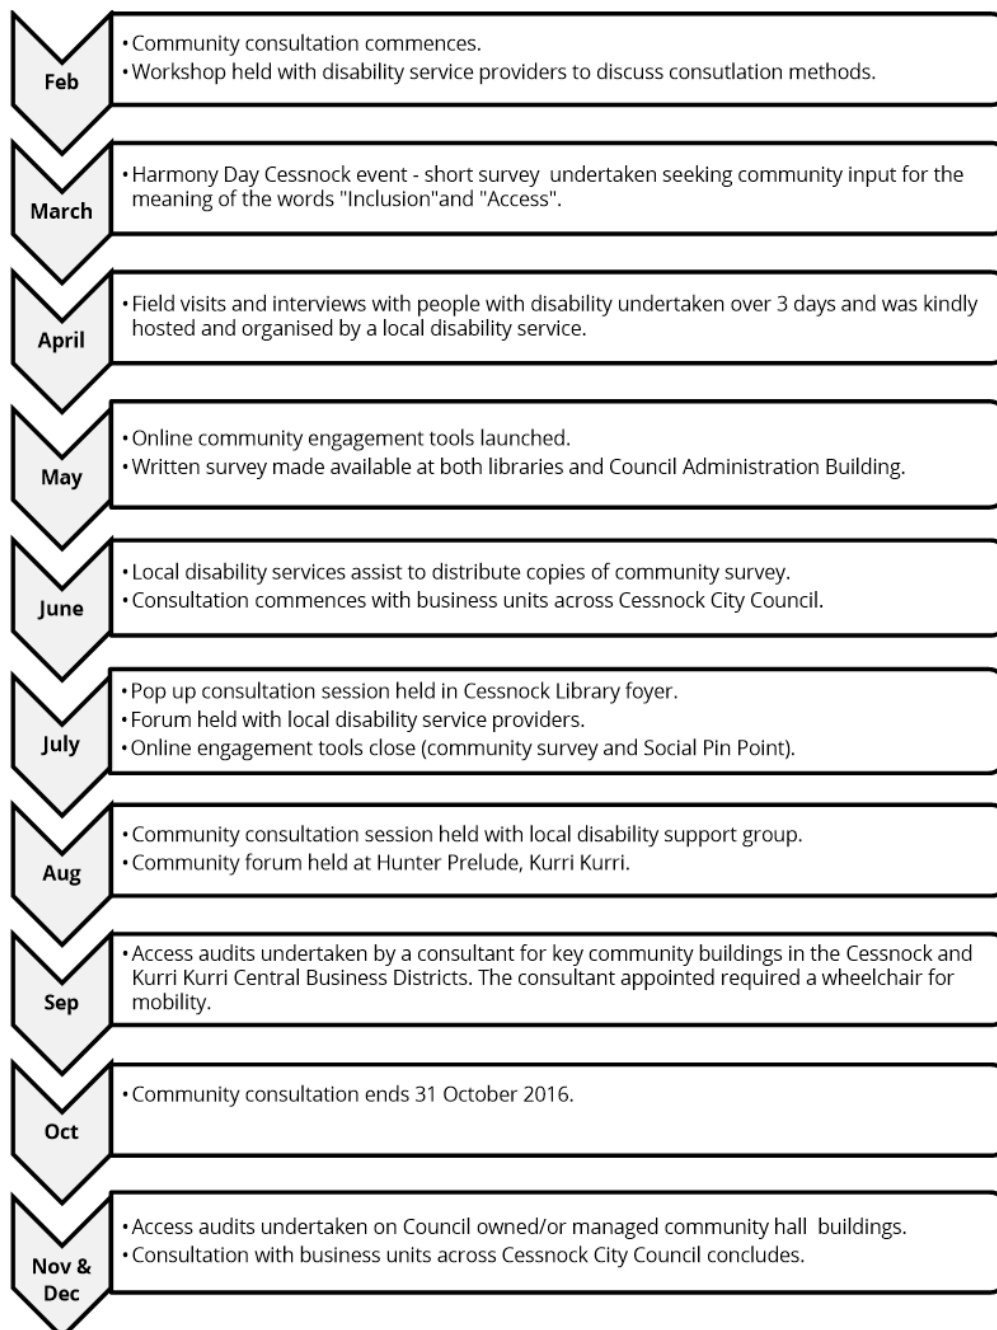 Feb
•Community consultation commences.
•Workshop held with disability service providers to discuss consutlation methods.
March
•Harmony Day Cessnock event - short survey  undertaken seeking community input for the
meaning of the words "Inclusion"and "Access".
April
•Field visits and interviews with people with disability undertaken over 3 days and was kindly
hosted and organised by a local disability service.
May
•Online community engagement tools launched.
•Written survey made available at both libraries and Council Administration Building.
June
•Local disability services assist to distribute copies of community survey.
•Consultation commences with business units across Cessnock City Council.
July
•Pop up consultation session held in Cessnock Library foyer.
•Forum held with local disability service providers.
•Online engagement tools close (community survey and Social Pin Point).
Aug
•Community consultation session held with local disability support group.
•Community forum held at Hunter Prelude, Kurri Kurri.
Sep
•Access audits undertaken by a consultant for key community buildings in the Cessnock and
Kurri Kurri Central Business Districts. The consultant appointed required a wheelchair for
mobility.
Oct
•Community consultation ends 31 October 2016.
Nov &
Dec
•Access audits undertaken on Council owned/or managed community hall  buildings.
•Consultation with business units across Cessnock City Council concludes.